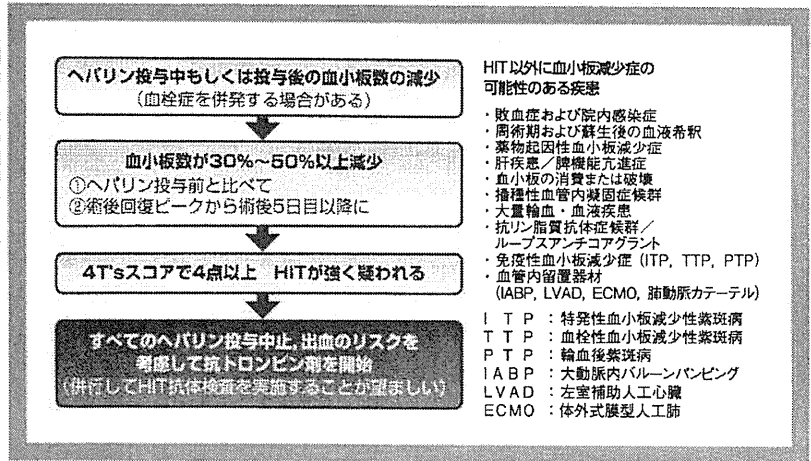 ヘパリン投与中もしくは投与後の血小板数の減少
（血栓症を併発する場合がある）
血小板数が30％～50％以上減少
①ヘパリン投与前と比べて
②術後回復ピークから術後5日目以降に
4T'sスコアで4点以上　HITが強く疑われる
すべてのヘパリン投与中止，出血のリスクを
考慮して抗トロンビン剤を開始
（併行してHIT抗体検査を実施することが望ましい）
HIT以外に血小板減少症の
可能性のある疾患
・敗血症および院内感染症
・周術期および蘇生後の血液希釈
・薬物起因性血小板減少症
・肝疾患／脾機能亢進症
・血小板の消費または破壊
・播種性血管内凝固症候群
・大量輸血・血液疾患
・抗リン脂質抗体症候群／
ループスアンチコアグラント
・免疫性血小板減少症（ITP, TTP, PTP）
・血管内留置器材
（IABP, LVAD, ECMO, 肺動脈カテーテル）
ITP：特発性血小板減少性紫斑病
TTP：血栓性血小板減少性紫斑病
PTP：輸血後紫斑病
IABP：大動脈内バルーンパンピング
LVAD：左室補助人工心臓
ECMO：体外式膜型人工肺